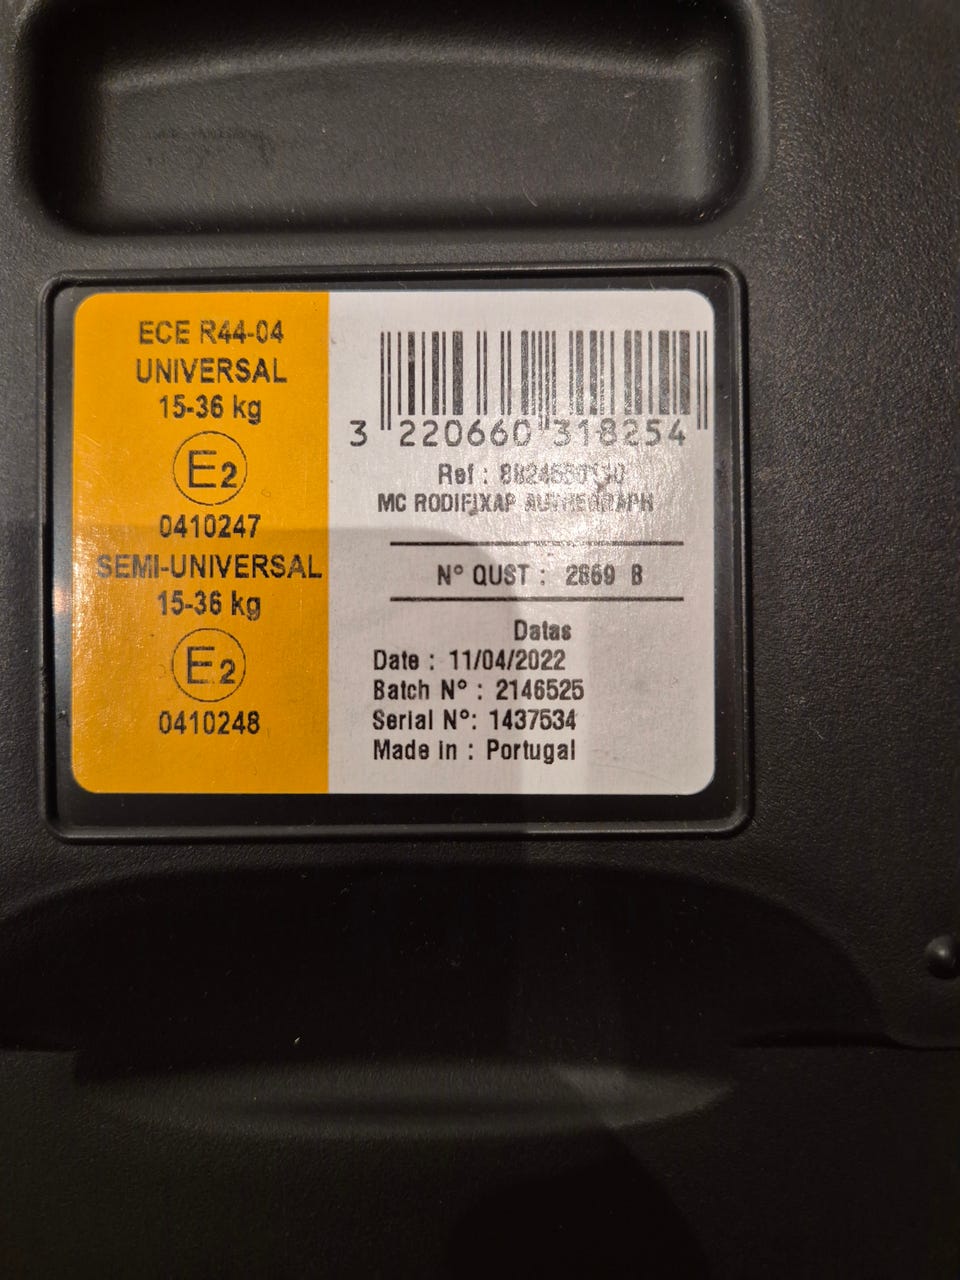 ECE R44-04
UNIVERSAL
15-36 kg
E2
0410247
SEMI-UNIVERSAL
15-36 kg
E2
0410248
3 220660 318254
Ref :
MC RODIFIXAP
N° QUST : 2869 B
Datas
Date : 11/04/2022
Batch N° : 2146525
Serial N°: 1437534
Made in : Portugal